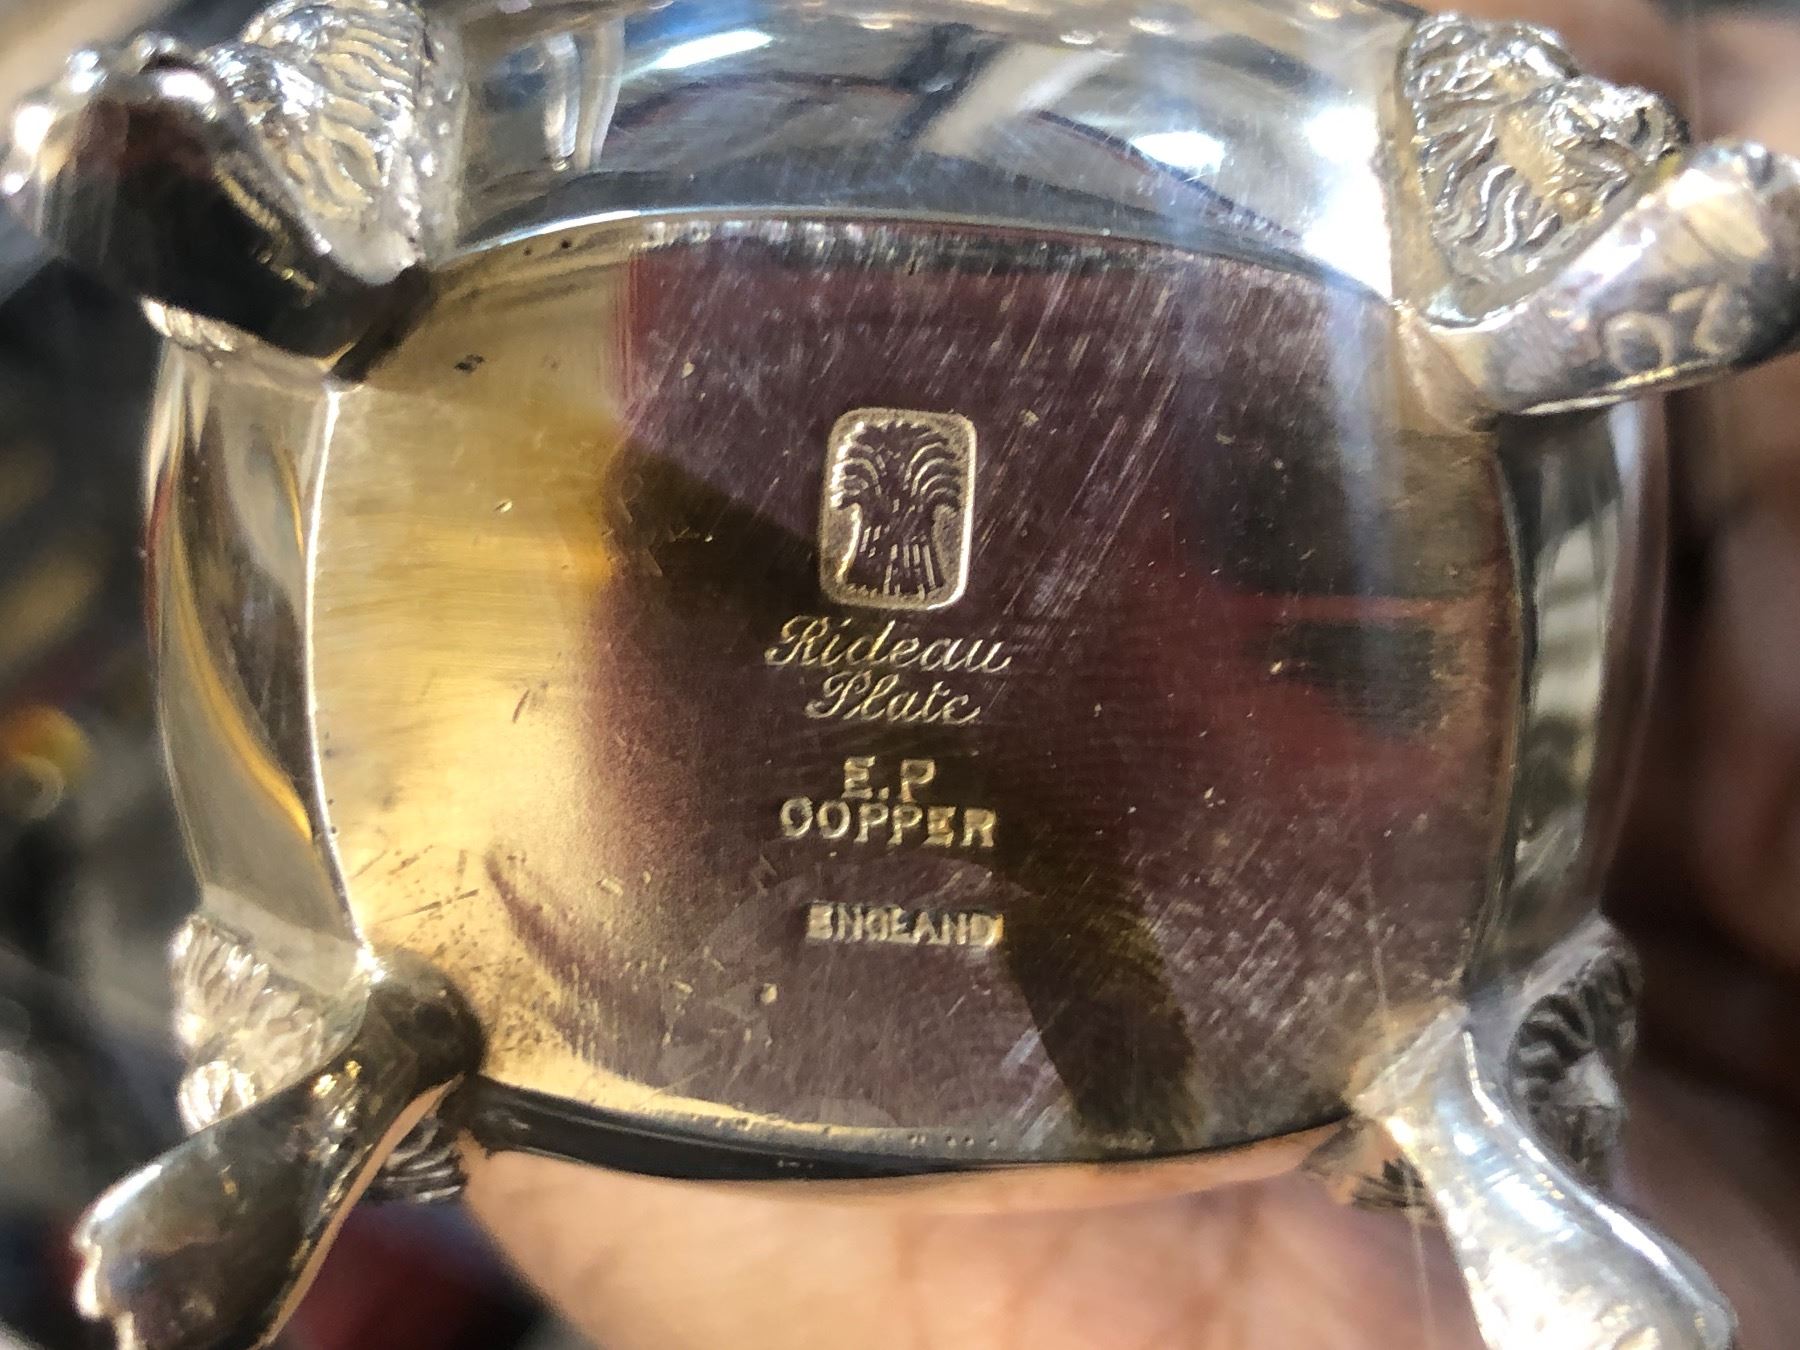 Rideau
Plate
E.P
COPPER
ENGLAND